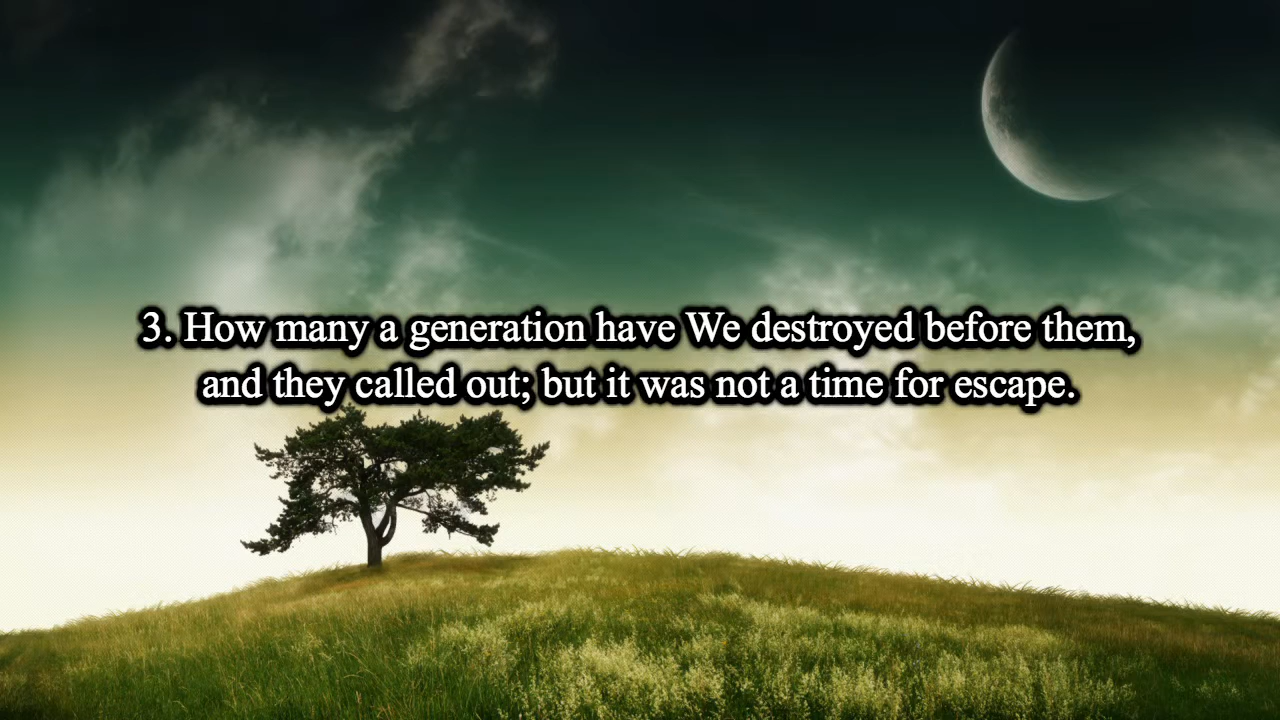 3. How many a generation have We destroyed before them,
and they called out; but it was not a time for escape.